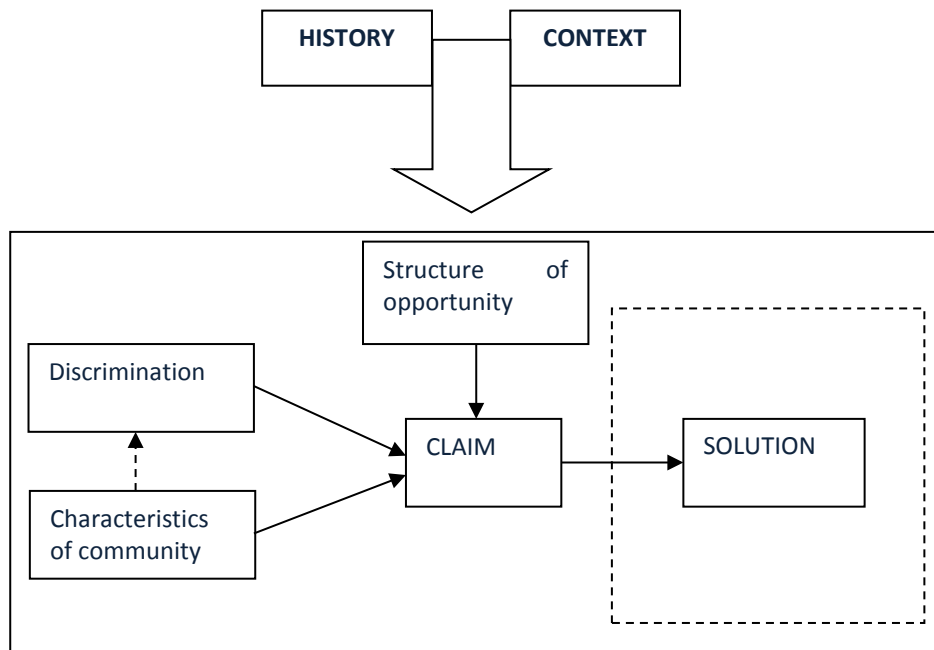 HISTORY
CONTEXT
Structure of
opportunity
Discrimination
CLAIM
SOLUTION
Characteristics
of community